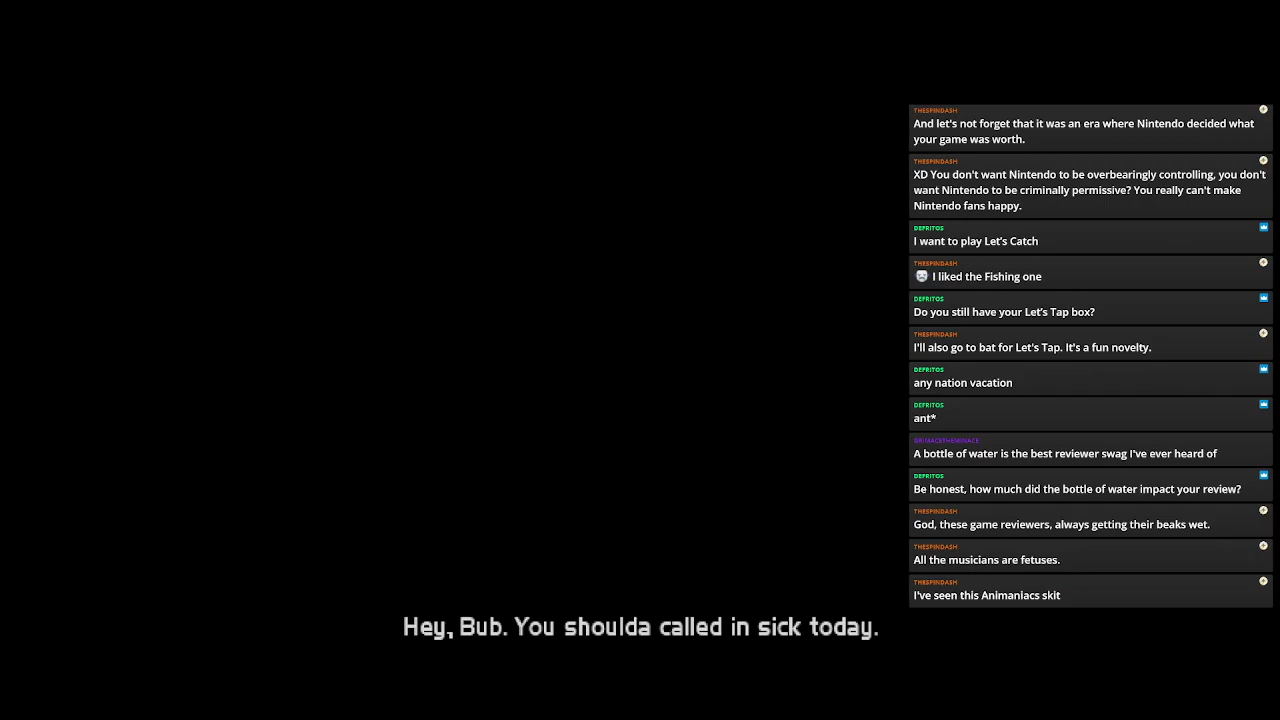 THESPINDASH
And let's not forget that it was an era where Nintendo decided what
your game was worth.
THESPINDASH
XD You don't want Nintendo to be overbearingly controlling, you don't
want Nintendo to be criminally permissive? You really can't make
Nintendo fans happy.
DEFRITOS
I want to play Let's Catch
THESPINDASH
I liked the Fishing one
DEFRITOS
Do you still have your Let's Tap box?
THESPINDASH
I'll also go to bat for Let's Tap. It's a fun novelty.
DEFRITOS
any nation vacation
DEFRITOS
ant*
GRIMACETHEMINACE
A bottle of water is the best reviewer swag I've ever heard of
DEFRITOS
Be honest, how much did the bottle of water impact your review?
THESPINDASH
God, these game reviewers, always getting their beaks wet.
THESPINDASH
All the musicians are fetuses.
THESPINDASH
I've seen this Animaniacs skit
Hey, Bub. You shoulda called in sick today.